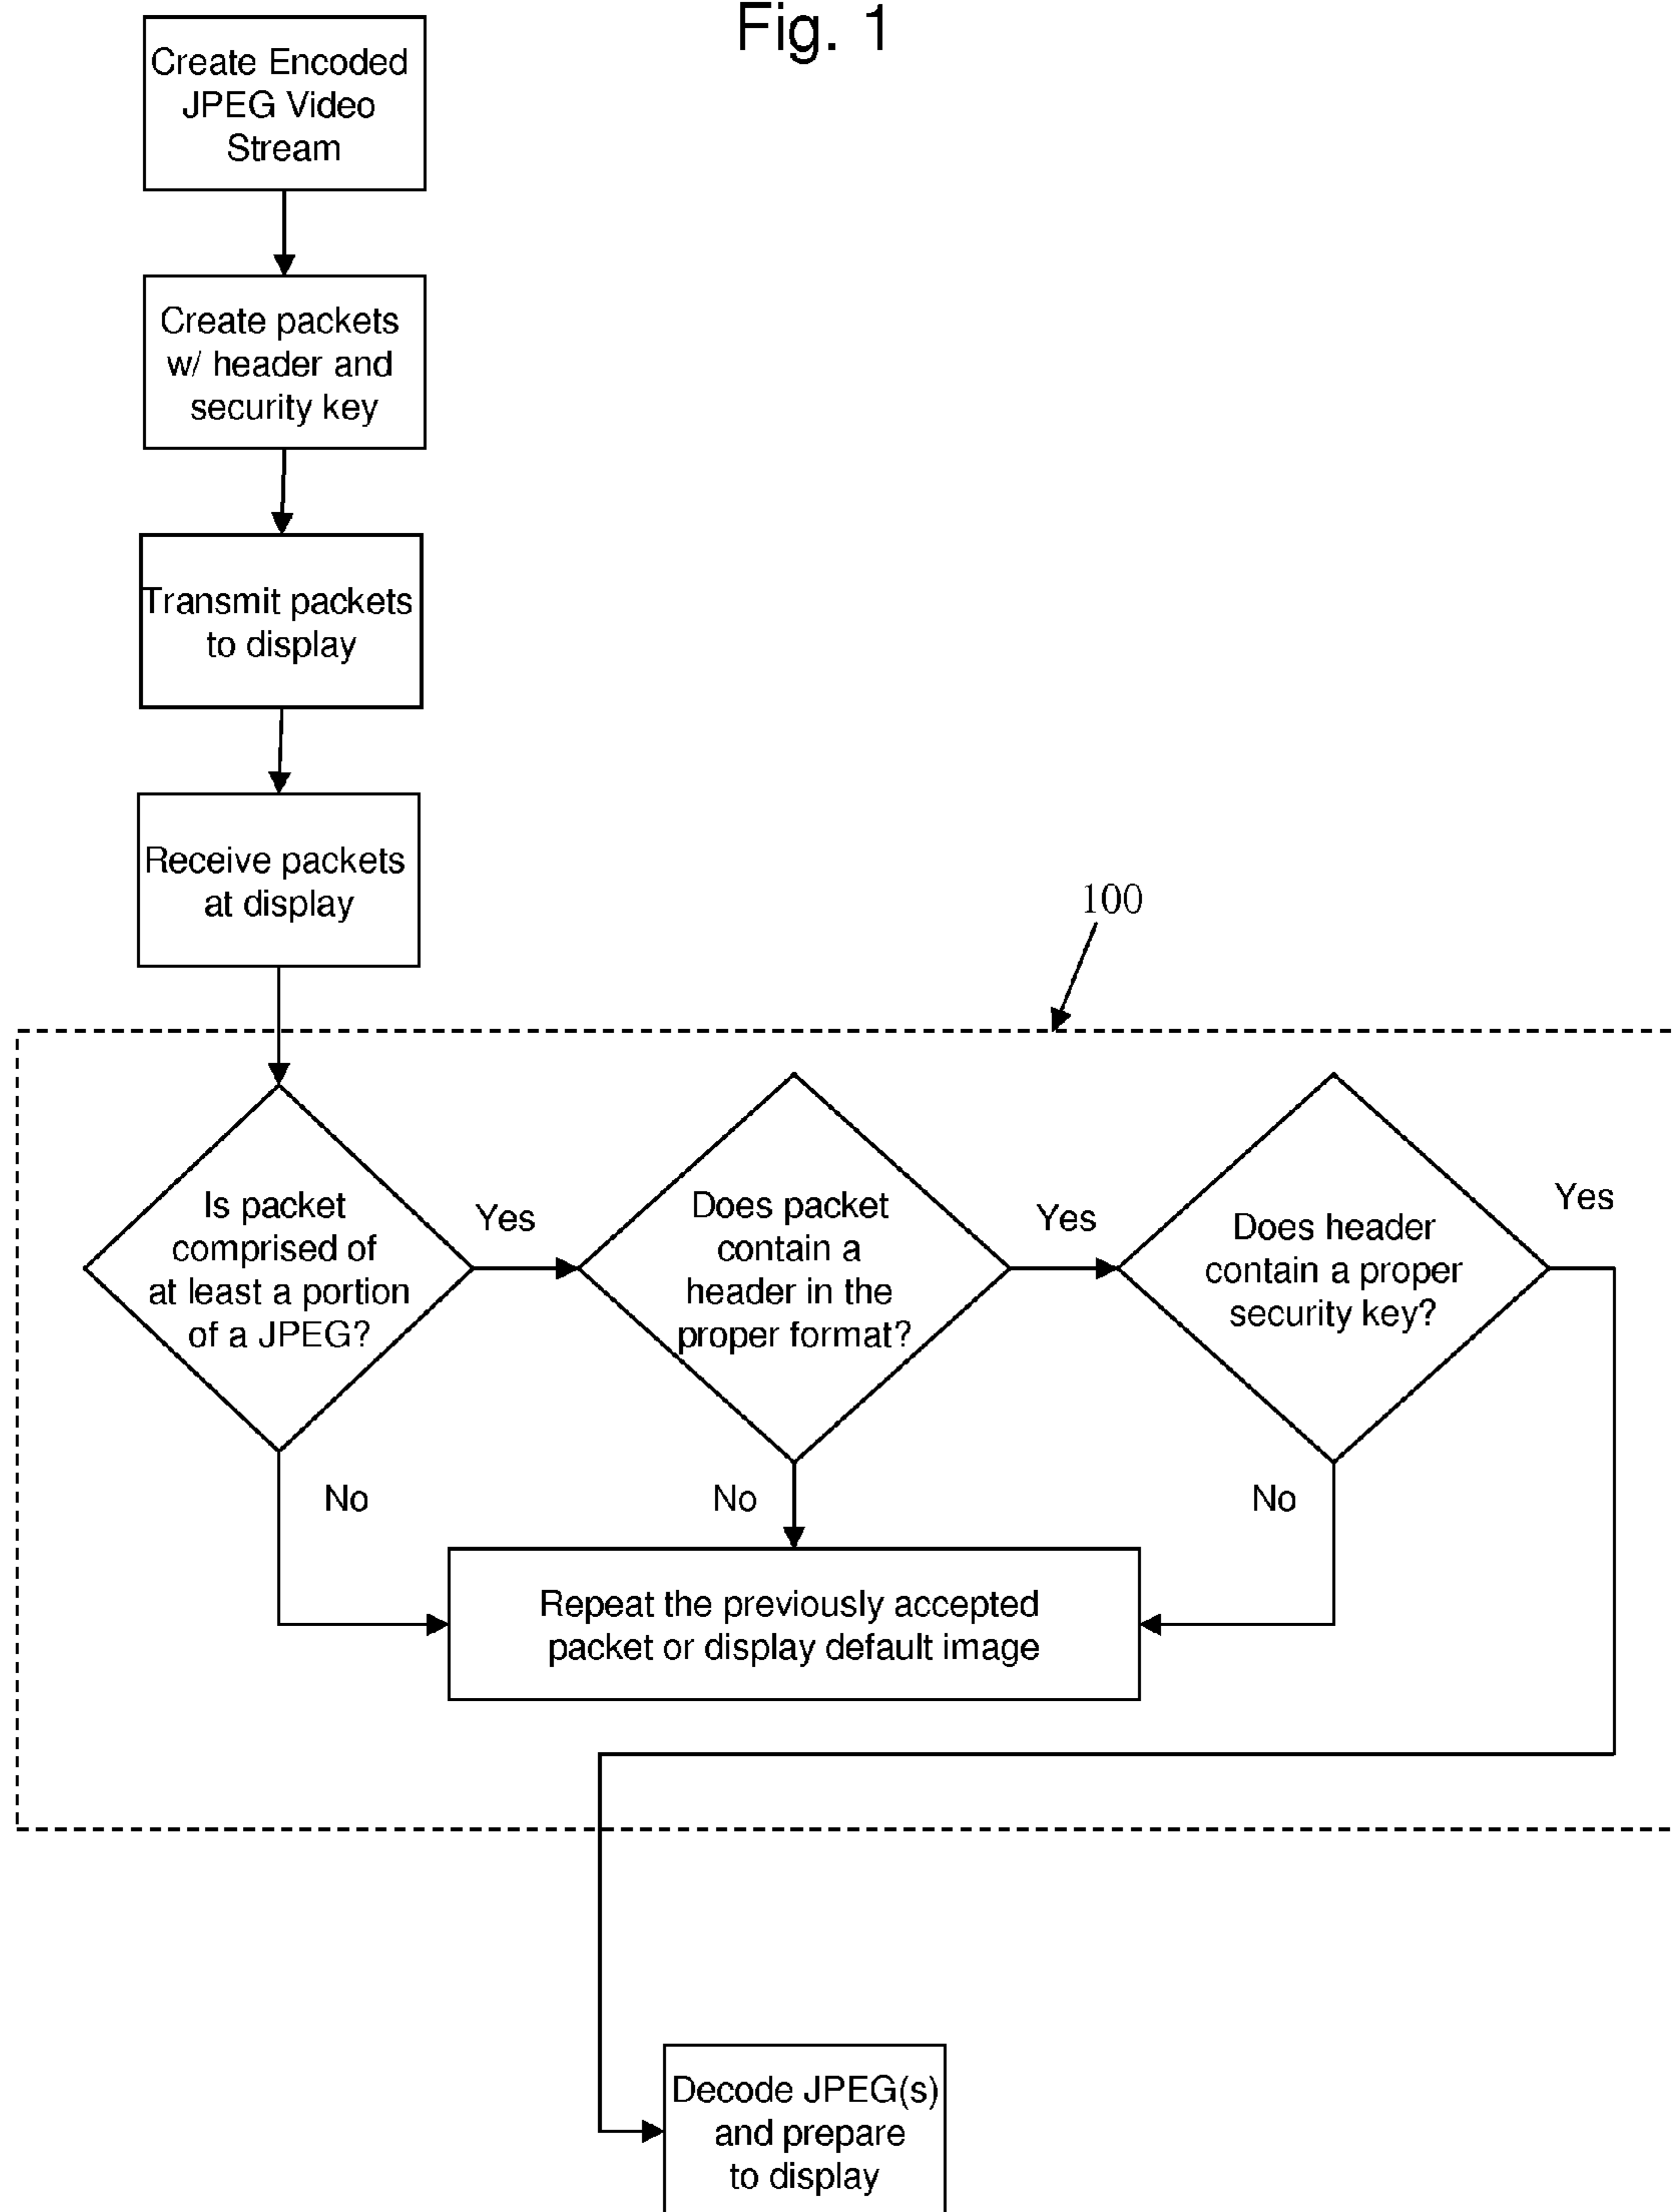 Fig. 1
Create Encoded
JPEG Video
Stream
Create packets
w/ header and
security key
Transmit packets
to display
Receive packets
at display
100
Is packet
comprised of
at least a portion
of a JPEG?
Yes
Does packet
contain a
header in the
proper format?
Yes
Does header
contain a proper
security key?
Yes
No
No
No
Repeat the previously accepted
packet or display default image
Decode JPEG(s)
and prepare
to display